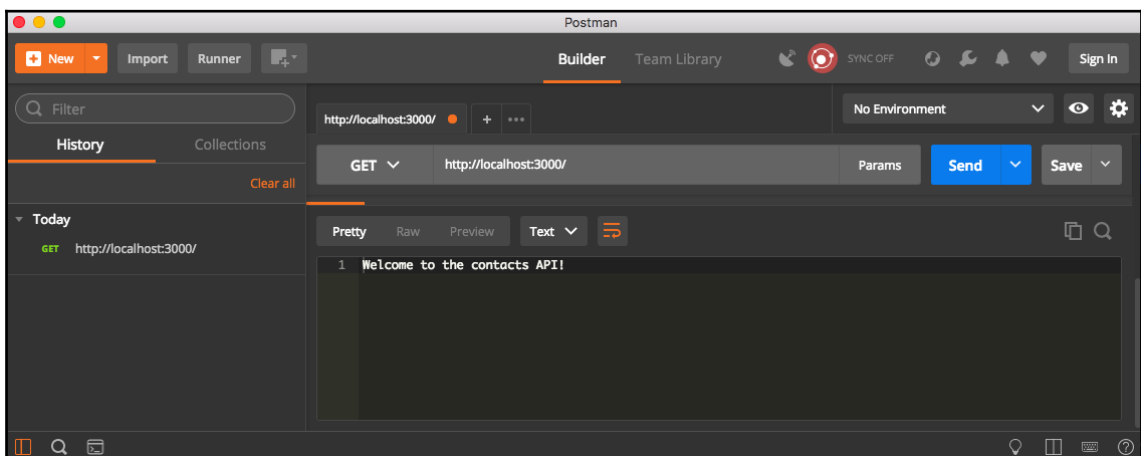 Postman
New Import Runner Builder Team Library SYNC OFF Sign In
Filter
History Collections
Clear all
Today
GET http://localhost:3000/
http://localhost:3000/ + ••• No Environment
GET http://localhost:3000/ Params Send Save
Pretty Raw Preview Text
1 Welcome to the contacts API!